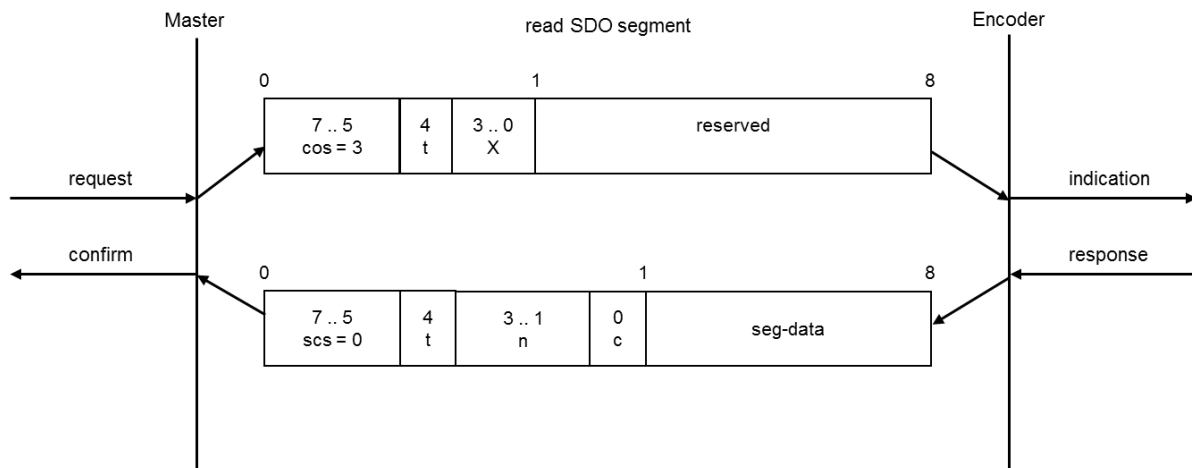 Master
read SDO segment
Encoder
0 1 8
7 .. 5 4 3 .. 0 reserved
cos = 3 t X
request indication
confirm response
0 1 8
7 .. 5 4 3 .. 1 0 seg-data
scs = 0 t n c